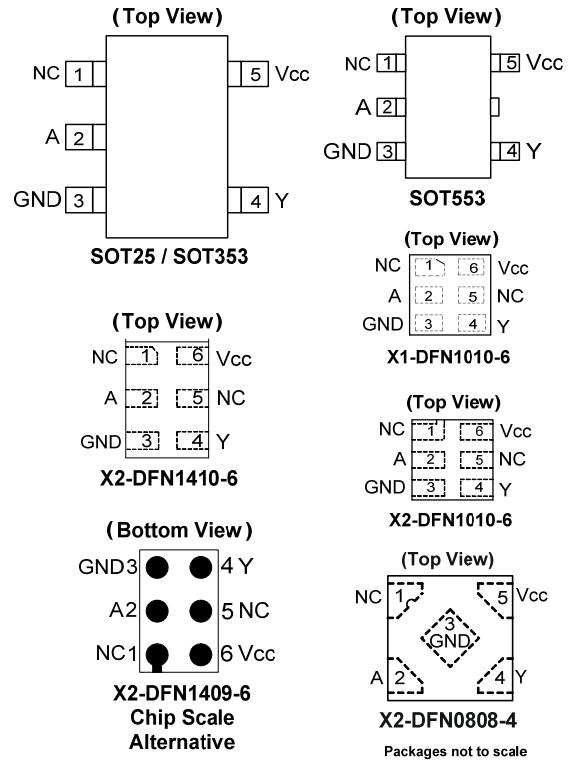 (Top View)
NC 1 5 Vcc
A 2
GND 3 4 Y
SOT25 / SOT353
(Top View)
NC 1 5 Vcc
A 2
GND 3 4 Y
SOT553
(Top View)
NC 1 6 Vcc
A 2 5 NC
GND 3 4 Y
X1-DFN1010-6
(Top View)
NC 1 6 Vcc
A 2 5 NC
GND 3 4 Y
X2-DFN1410-6
(Top View)
NC 1 6 Vcc
A 2 5 NC
GND 3 4 Y
X2-DFN1010-6
(Bottom View)
GND3 4 Y
A2 5 NC
NC1 6 Vcc
X2-DFN1409-6
Chip Scale
Alternative
(Top View)
NC 1 5 Vcc
3
GND
A 2 4 Y
X2-DFN0808-4
Packages not to scale